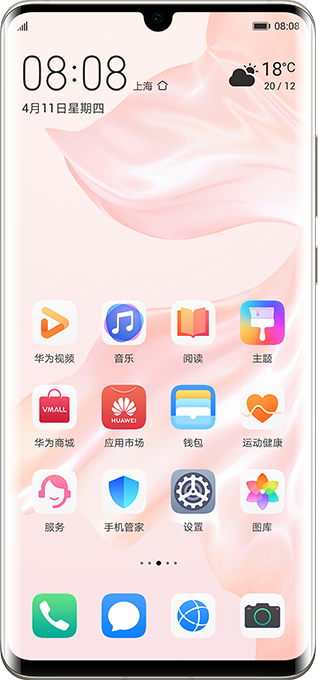 08:08
08:08
上海
4月11日星期四
18°C
20 / 12
华为视频
音乐
阅读
主题
VMALL
HUAWEI
华为商城
应用市场
钱包
运动健康
服务
手机管家
设置
图库